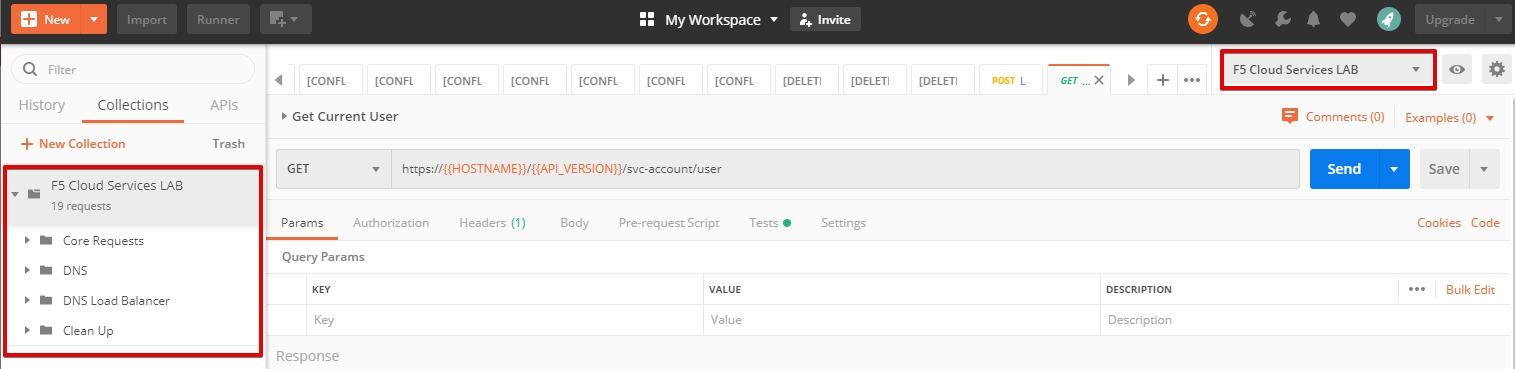 New Import Runner My Workspace Invite Upgrade
Filter
History Collections APIs
New Collection Trash
F5 Cloud Services LAB
19 requests
Core Requests
DNS
DNS Load Balancer
Clean Up
[CONFL [CONFL [CONFL [CONFL [CONFL [CONFL [CONFL [DELETI [DELETI [DELETI POST L GET ...
F5 Cloud Services LAB
Get Current User Comments (0) Examples (0)
GET https://{{HOSTNAME}}/{{API_VERSION}}/svc-account/user Send Save
Params Authorization Headers (1) Body Pre-request Script Tests Settings Cookies Code
Query Params
KEY VALUE DESCRIPTION Bulk Edit
Key Value Description
Response